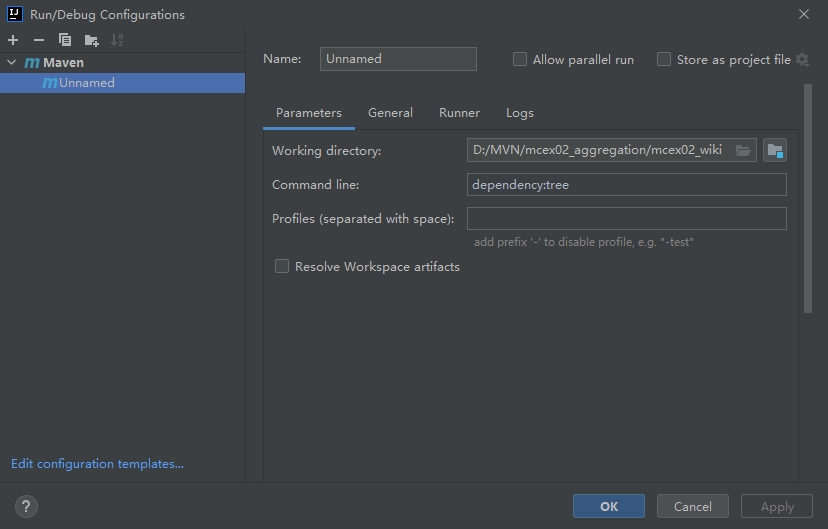 IJ Run/Debug Configurations
Maven
Unnamed
Edit configuration templates...
Name: Unnamed Allow parallel run Store as project file
Parameters General Runner Logs
Working directory: D:/MVN/mcex02_aggregation/mcex02_wiki
Command line: dependency:tree
Profiles (separated with space):
add prefix '-' to disable profile, e.g. "-test"
Resolve Workspace artifacts
? OK Cancel Apply